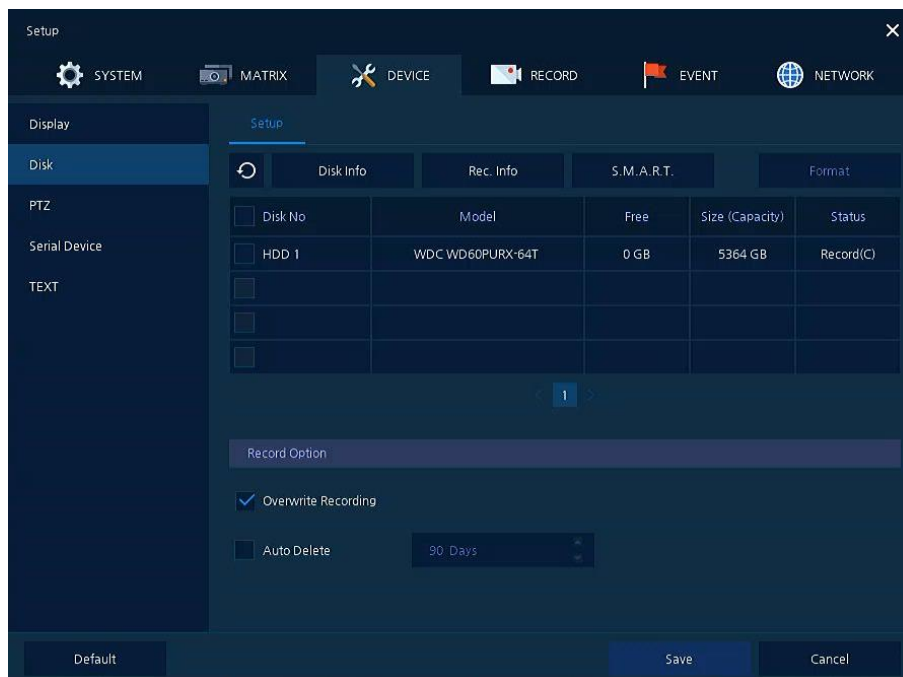 Setup
SYSTEM MATRIX DEVICE RECORD EVENT NETWORK
Display
Disk
PTZ
Serial Device
TEXT
Setup
Disk Info Rec. Info S.M.A.R.T. Format
Disk No Model Free Size (Capacity) Status
HDD 1 WDC WD60PURX-64T 0 GB 5364 GB Record(C)
1
Record Option
Overwrite Recording
Auto Delete 90 Days
Default Save Cancel